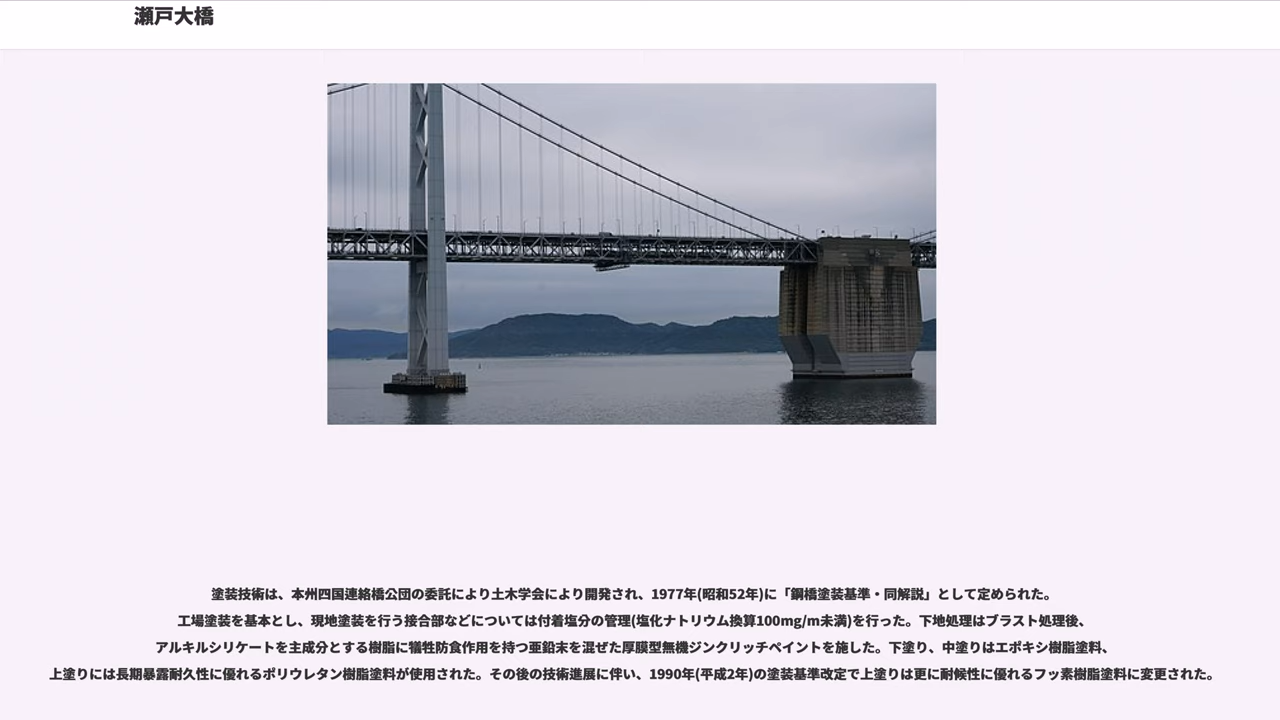 瀬戸大橋
塗装技術は、本州四国連絡橋公団の委託により土木学会により開発され、1977年(昭和52年)に「鋼橋塗装基準・同解説」として定められた。
工場塗装を基本とし、現地塗装を行う接合部などについては付着塩分の管理(塩化ナトリウム換算100mg/m未満)を行った。下地処理はブラスト処理後、
アルキルシリケートを主成分とする樹脂に犠牲防食作用を持つ亜鉛末を混ぜた厚膜型無機ジンクリッチペイントを施した。下塗り、中塗りはエポキシ樹脂塗料、
上塗りには長期暴露耐久性に優れるポリウレタン樹脂塗料が使用された。その後の技術進展に伴い、1990年(平成2年)の塗装基準改定で上塗りは更に耐候性に優れるフッ素樹脂塗料に変更された。